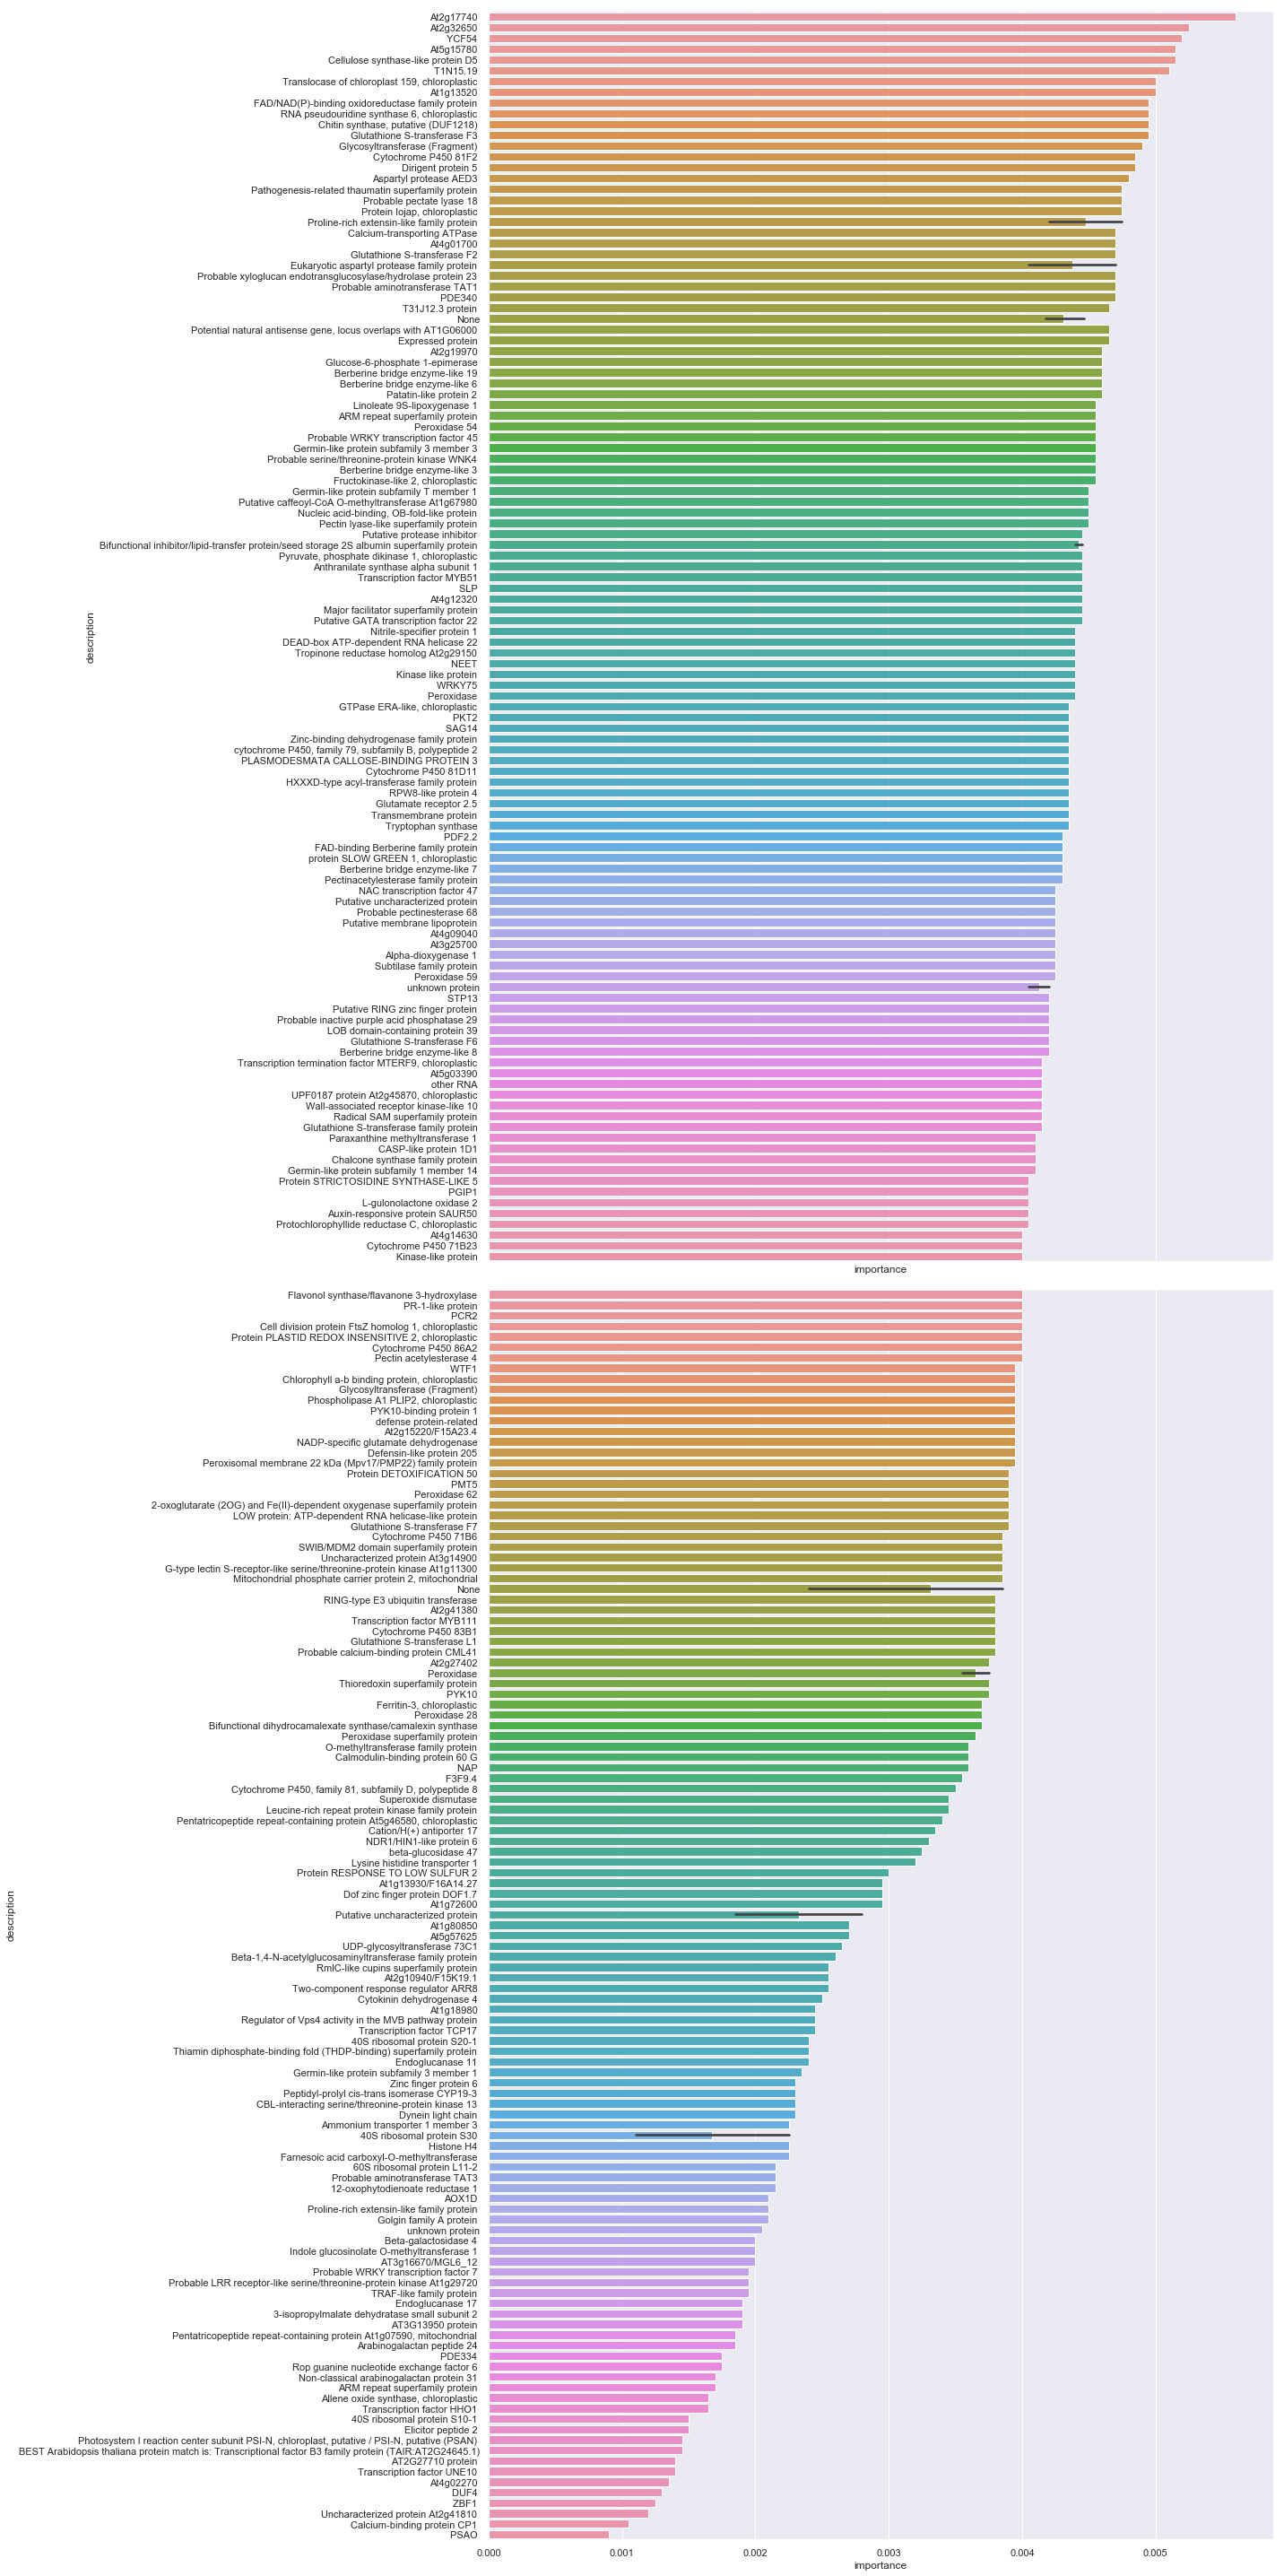 At2g17740
At2g32650
YCF54
At5g15780
Cellulose synthase-like protein D5
T1N15.19
Translocase of chloroplast 159, chloroplastic
At1g13520
FAD/NAD(P)-binding oxidoreductase family protein
RNA pseudouridine synthase 6, chloroplastic
Chitin synthase, putative (DUF1218)
Glutathione S-transferase F3
Glycosyltransferase (Fragment)
Cytochrome P450 81F2
Dirigent protein 5
Aspartyl protease AED3
Pathogenesis-related thaumatin superfamily protein
Probable pectate lyase 18
Protein Iojap, chloroplastic
Proline-rich extensin-like family protein
Calcium-transporting ATPase
At4g01700
Glutathione S-transferase F2
Eukaryotic aspartyl protease family protein
Probable xyloglucan endotransglucosylase/hydrolase protein 23
Probable aminotransferase TAT1
PDE340
T31J12.3 protein
None
Potential natural antisense gene, locus overlaps with AT1G06000
Expressed protein
At2g19970
Glucose-6-phosphate 1-epimerase
Berberine bridge enzyme-like 19
Berberine bridge enzyme-like 6
Patatin-like protein 2
Linoleate 9S-lipoxygenase 1
ARM repeat superfamily protein
Peroxidase 54
Probable WRKY transcription factor 45
Germin-like protein subfamily 3 member 3
Probable serine/threonine-protein kinase WNK4
Berberine bridge enzyme-like 3
Fructokinase-like 2, chloroplastic
Germin-like protein subfamily T member 1
Putative caffeoyl-CoA O-methyltransferase At1g67980
Nucleic acid-binding, OB-fold-like protein
Pectin lyase-like superfamily protein
Putative protease inhibitor
Bifunctional inhibitor/lipid-transfer protein/seed storage 2S albumin superfamily protein
Pyruvate, phosphate dikinase 1, chloroplastic
Anthranilate synthase alpha subunit 1
Transcription factor MYB51
SLP
At4g12320
Major facilitator superfamily protein
Putative GATA transcription factor 22
Nitrile-specifier protein 1
DEAD-box ATP-dependent RNA helicase 22
Tropinone reductase homolog At2g29150
NEET
Kinase like protein
WRKY75
Peroxidase
GTPase ERA-like, chloroplastic
PKT2
SAG14
Zinc-binding dehydrogenase family protein
cytochrome P450, family 79, subfamily B, polypeptide 2
PLASMODESMATA CALLOSE-BINDING PROTEIN 3
Cytochrome P450 81D11
HXXXD-type acyl-transferase family protein
RPW8-like protein 4
Glutamate receptor 2.5
Transmembrane protein
Tryptophan synthase
PDF2.2
FAD-binding Berberine family protein
protein SLOW GREEN 1, chloroplastic
Berberine bridge enzyme-like 7
Pectinacetylesterase family protein
NAC transcription factor 47
Putative uncharacterized protein
Probable pectinesterase 68
Putative membrane lipoprotein
At4g09040
At3g25700
Alpha-dioxygenase 1
Subtilase family protein
Peroxidase 59
unknown protein
STP13
Putative RING zinc finger protein
Probable inactive purple acid phosphatase 29
LOB domain-containing protein 39
Glutathione S-transferase F6
Berberine bridge enzyme-like 8
Transcription termination factor MTERF9, chloroplastic
At5g03390
other RNA
UPF0187 protein At2g45870, chloroplastic
Wall-associated receptor kinase-like 10
Radical SAM superfamily protein
Glutathione S-transferase family protein
Paraxanthine methyltransferase 1
CASP-like protein 1D1
Chalcone synthase family protein
Germin-like protein subfamily 1 member 14
Protein STRICTOSIDINE SYNTHASE-LIKE 5
PGIP1
L-gulonolactone oxidase 2
Auxin-responsive protein SAUR50
Protochlorophyllide reductase C, chloroplastic
At4g14630
Cytochrome P450 71B23
Kinase-like protein
description
importance
Flavonol synthase/flavanone 3-hydroxylase
PR-1-like protein
PCR2
Cell division protein FtsZ homolog 1, chloroplastic
Protein PLASTID REDOX INSENSITIVE 2, chloroplastic
Cytochrome P450 86A2
Pectin acetylesterase 4
WTF1
Chlorophyll a-b binding protein, chloroplastic
Glycosyltransferase (Fragment)
Phospholipase A1 PLIP2, chloroplastic
PYK10-binding protein 1
defense protein-related
At2g15220/F15A23.4
NADP-specific glutamate dehydrogenase
Defensin-like protein 205
Peroxisomal membrane 22 kDa (Mpv17/PMP22) family protein
Protein DETOXIFICATION 50
PMT5
Peroxidase 62
2-oxoglutarate (2OG) and Fe(II)-dependent oxygenase superfamily protein
LOW protein: ATP-dependent RNA helicase-like protein
Glutathione S-transferase F7
Cytochrome P450 71B6
SWIB/MDM2 domain superfamily protein
Uncharacterized protein At3g14900
G-type lectin S-receptor-like serine/threonine-protein kinase At1g11300
Mitochondrial phosphate carrier protein 2, mitochondrial
None
RING-type E3 ubiquitin transferase
At2g41380
Transcription factor MYB111
Cytochrome P450 83B1
Glutathione S-transferase L1
Probable calcium-binding protein CML41
At2g27402
Peroxidase
Thioredoxin superfamily protein
PYK10
Ferritin-3, chloroplastic
Peroxidase 28
Bifunctional dihydrocamalexate synthase/camalexin synthase
Peroxidase superfamily protein
O-methyltransferase family protein
Calmodulin-binding protein 60 G
NAP
F3F9.4
Cytochrome P450, family 81, subfamily D, polypeptide 8
Superoxide dismutase
Leucine-rich repeat protein kinase family protein
Pentatricopeptide repeat-containing protein At5g46580, chloroplastic
Cation/H(+) antiporter 17
NDR1/HIN1-like protein 6
beta-glucosidase 47
Lysine histidine transporter 1
Protein RESPONSE TO LOW SULFUR 2
At1g13930/F16A14.27
Dof zinc finger protein DOF1.7
At1g72600
Putative uncharacterized protein
At1g80850
At5g57625
UDP-glycosyltransferase 73C1
Beta-1,4-N-acetylglucosaminyltransferase family protein
RmlC-like cupins superfamily protein
At2g10940/F15K19.1
Two-component response regulator ARR8
Cytokinin dehydrogenase 4
At1g18980
Regulator of Vps4 activity in the MVB pathway protein
Transcription factor TCP17
40S ribosomal protein S20-1
Thiamin diphosphate-binding fold (THDP-binding) superfamily protein
Endoglucanase 11
Germin-like protein subfamily 3 member 1
Zinc finger protein 6
Peptidyl-prolyl cis-trans isomerase CYP19-3
CBL-interacting serine/threonine-protein kinase 13
Dynein light chain
Ammonium transporter 1 member 3
40S ribosomal protein S30
Histone H4
Farnesoic acid carboxyl-O-methyltransferase
60S ribosomal protein L11-2
Probable aminotransferase TAT3
12-oxophytodienoate reductase 1
AOX1D
Proline-rich extensin-like family protein
Golgin family A protein
unknown protein
Beta-galactosidase 4
Indole glucosinolate O-methyltransferase 1
AT3g16670/MGL6_12
Probable WRKY transcription factor 7
Probable LRR receptor-like serine/threonine-protein kinase At1g29720
TRAF-like family protein
Endoglucanase 17
3-isopropylmalate dehydratase small subunit 2
AT3G13950 protein
Pentatricopeptide repeat-containing protein At1g07590, mitochondrial
Arabinogalactan peptide 24
PDE334
Rop guanine nucleotide exchange factor 6
Non-classical arabinogalactan protein 31
ARM repeat superfamily protein
Allene oxide synthase, chloroplastic
Transcription factor HHO1
40S ribosomal protein S10-1
Elicitor peptide 2
Photosystem I reaction center subunit PSI-N, chloroplast, putative / PSI-N, putative (PSAN)
BEST Arabidopsis thaliana protein match is: Transcriptional factor B3 family protein (TAIR:AT2G24645.1)
AT2G27710 protein
Transcription factor UNE10
At4g02270
DUF4
ZBF1
Uncharacterized protein At2g41810
Calcium-binding protein CP1
PSAO
description
0.000 0.001 0.002 0.003 0.004 0.005
importance